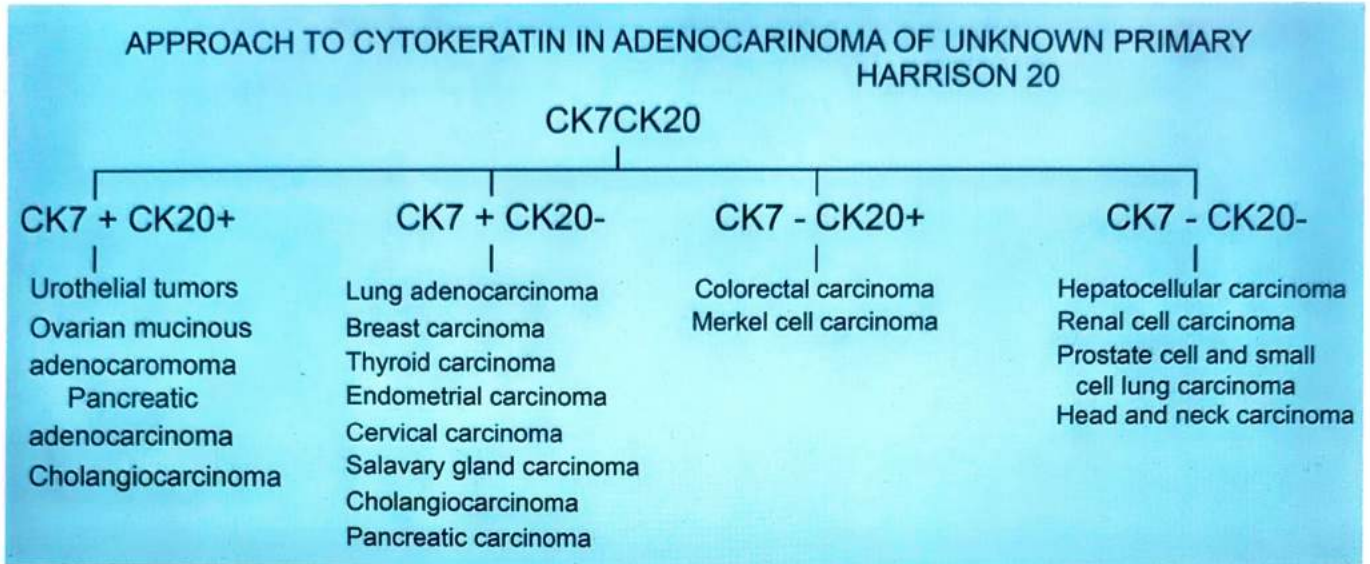 APPROACH TO CYTOKERATIN IN ADENOCARINOMA OF UNKNOWN PRIMARY
HARRISON 20
CK7CK20
CK7 + CK20+
Urothelial tumors
Ovarian mucinous
adenocaromoma
Pancreatic
adenocarcinoma
Cholangiocarcinoma
CK7 + CK20-
Lung adenocarcinoma
Breast carcinoma
Thyroid carcinoma
Endometrial carcinoma
Cervical carcinoma
Salavary gland carcinoma
Cholangiocarcinoma
Pancreatic carcinoma
CK7 - CK20+
Colorectal carcinoma
Merkel cell carcinoma
CK7 - CK20-
Hepatocellular carcinoma
Renal cell carcinoma
Prostate cell and small
cell lung carcinoma
Head and neck carcinoma